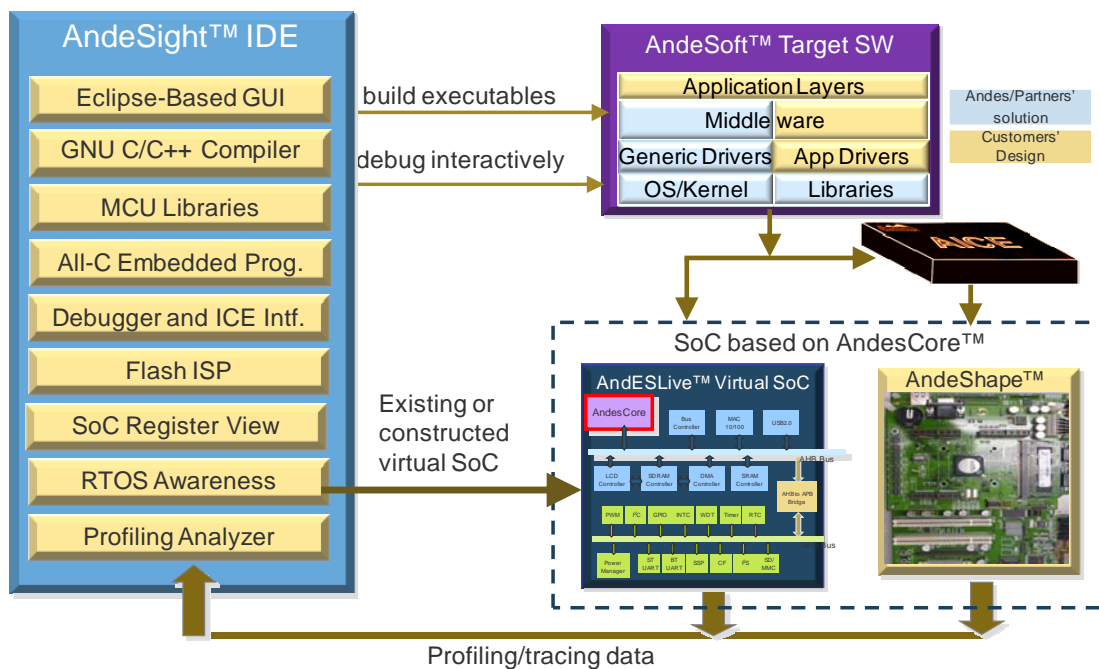 AndeSight™ IDE
Eclipse-Based GUI
GNU C/C++ Compiler
MCU Libraries
All-C Embedded Prog.
Debugger and ICE Intf.
Flash ISP
SoC Register View
RTOS Awareness
Profiling Analyzer
build executables
debug interactively
Existing or
constructed
virtual SoC
AndeSoft™ Target SW
Application Layers
Middle ware
Generic Drivers
App Drivers
OS/Kernel
Libraries
Andes/Partners'
solution
Customers'
Design
AICE
SoC based on AndesCore™
AndESLive™ Virtual SoC
AndesCore
Bus
Controller
MAC
10/100
USB2.0
AHB Bus
LCD
Controller
SDRAM
Controller
DMA
Controller
SRAM
Controller
AHB to APB
Bridge
PWM
I²C
GPIO
INTC
WDT
Timer
RTC
Bus
Power
Manager
ST
UART
BT
UART
SSP
CF
I²S
SD/
MMC
AndeShape™
Profiling/tracing data